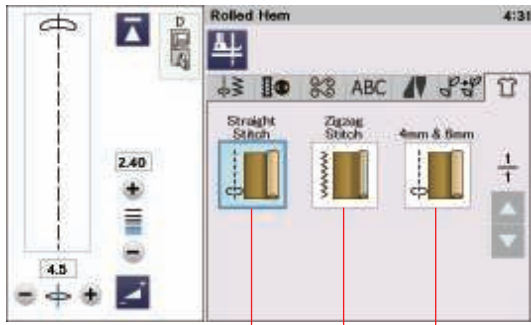 Rolled Hem 4:31
D
ABC
Straight
Stitch
Zigzag
Stitch
4mm & 6mm
1
1
2.40
4.5